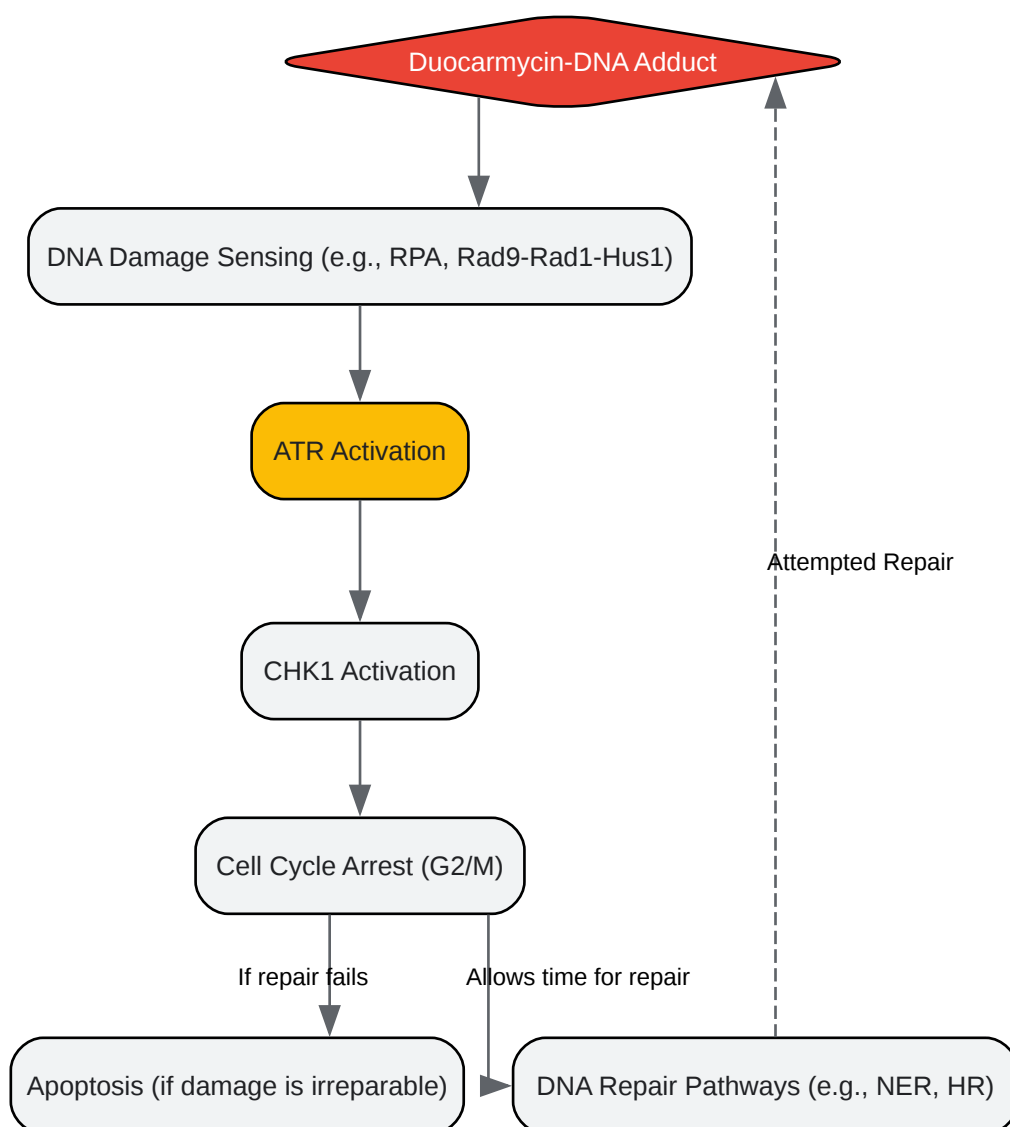 Duocarmycin-DNA Adduct
DNA Damage Sensing (e.g., RPA, Rad9-Rad1-Hus1)
ATR Activation
Attempted Repair
CHK1 Activation
Cell Cycle Arrest (G2/M)
If repair fails
Allows time for repair
Apoptosis (if damage is irreparable)
DNA Repair Pathways (e.g., NER, HR)